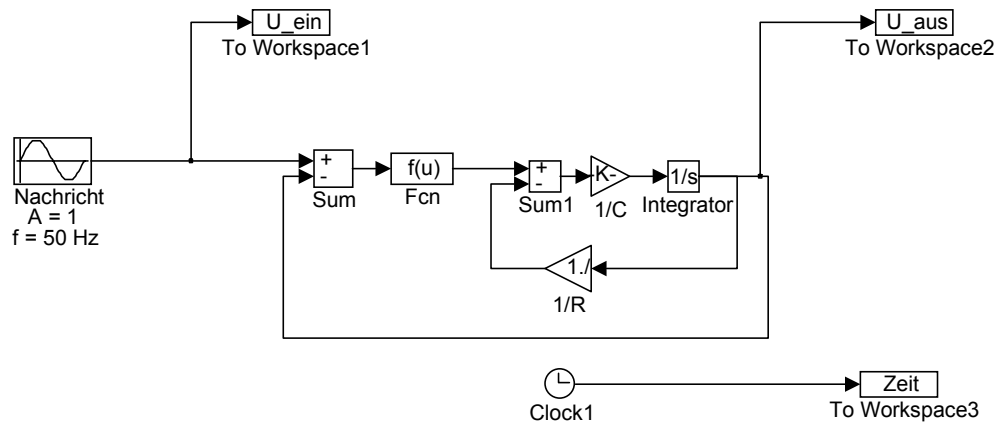 U_ein
To Workspace1
U_aus
To Workspace2
+
-
Sum
f(u)
Fcn
+
-
Sum1
-K-
1/C
1/s
Integrator
Nachricht
A = 1
f = 50 Hz
1./
1/R
Clock1
Zeit
To Workspace3